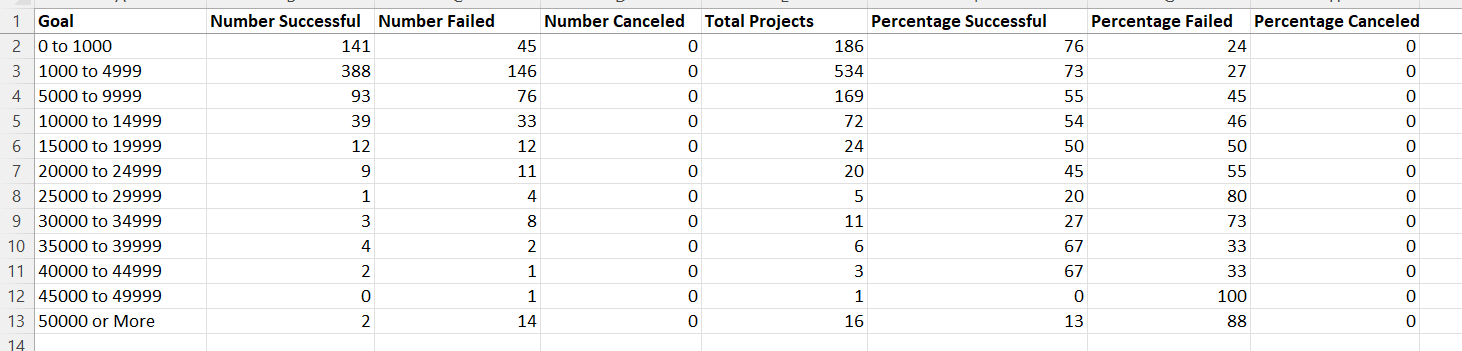 1 Goal Number Successful Number Failed Number Canceled Total Projects Percentage Successful Percentage Failed Percentage Canceled
2 0 to 1000 141 45 0 186 76 24 0
3 1000 to 4999 388 146 0 534 73 27 0
4 5000 to 9999 93 76 0 169 55 45 0
5 10000 to 14999 39 33 0 72 54 46 0
6 15000 to 19999 12 12 0 24 50 50 0
7 20000 to 24999 9 11 0 20 45 55 0
8 25000 to 29999 1 4 0 5 20 80 0
9 30000 to 34999 3 8 0 11 27 73 0
10 35000 to 39999 4 2 0 6 67 33 0
11 40000 to 44999 2 1 0 3 67 33 0
12 45000 to 49999 0 1 0 1 0 100 0
13 50000 or More 2 14 0 16 13 88 0
14